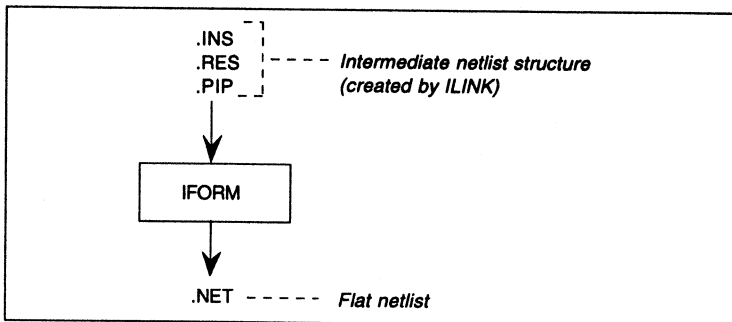 .INS
.RES
.PIP
Intermediate netlist structure
(created by ILINK)
IFORM
.NET
Flat netlist